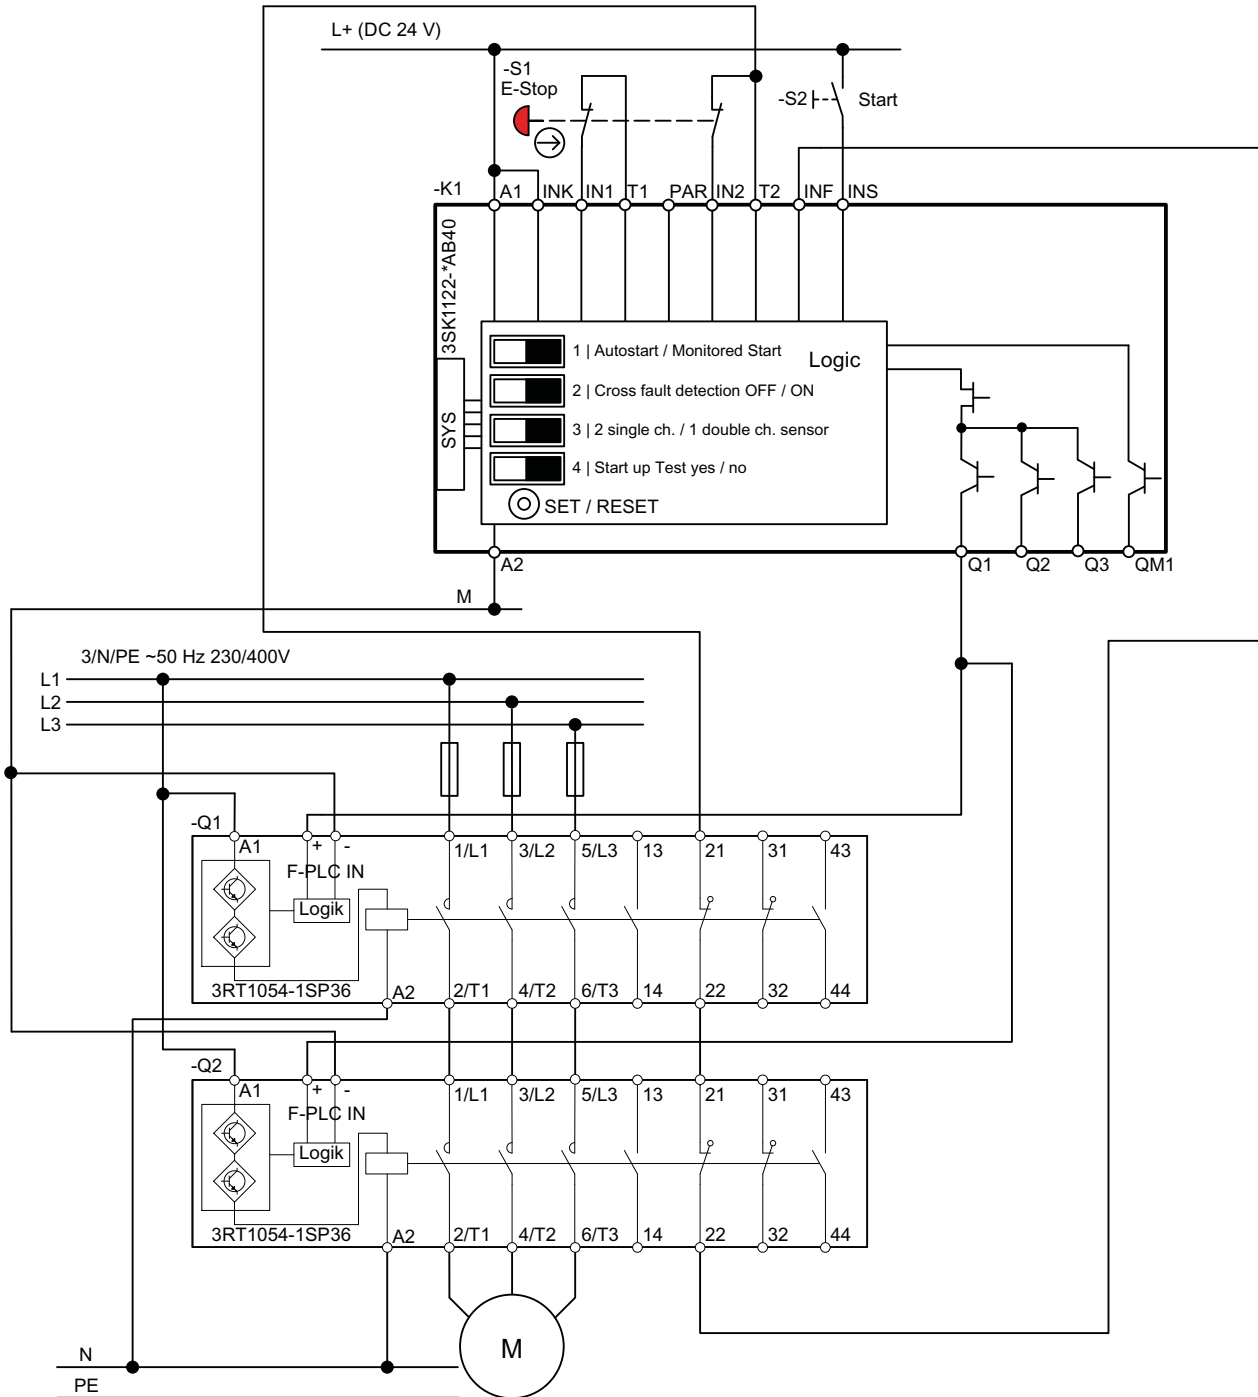 L+ (DC 24 V)
-S1
E-Stop
-S2
Start
-K1
A1
INK
IN1
T1
PAR
IN2
T2
INF
INS
3SK1122-*AB40
SYS
1 | Autostart / Monitored Start
Logic
2 | Cross fault detection OFF / ON
3 | 2 single ch. / 1 double ch. sensor
4 | Start up Test yes / no
SET / RESET
A2
Q1
Q2
Q3
QM1
M
3/N/PE ~50 Hz 230/400V
L1
L2
L3
-Q1
A1
+
-
1/L1
3/L2
5/L3
13
21
31
43
F-PLC IN
Logik
3RT1054-1SP36
A2
2/T1
4/T2
6/T3
14
22
32
44
-Q2
A1
+
-
1/L1
3/L2
5/L3
13
21
31
43
F-PLC IN
Logik
3RT1054-1SP36
A2
2/T1
4/T2
6/T3
14
22
32
44
M
N
PE